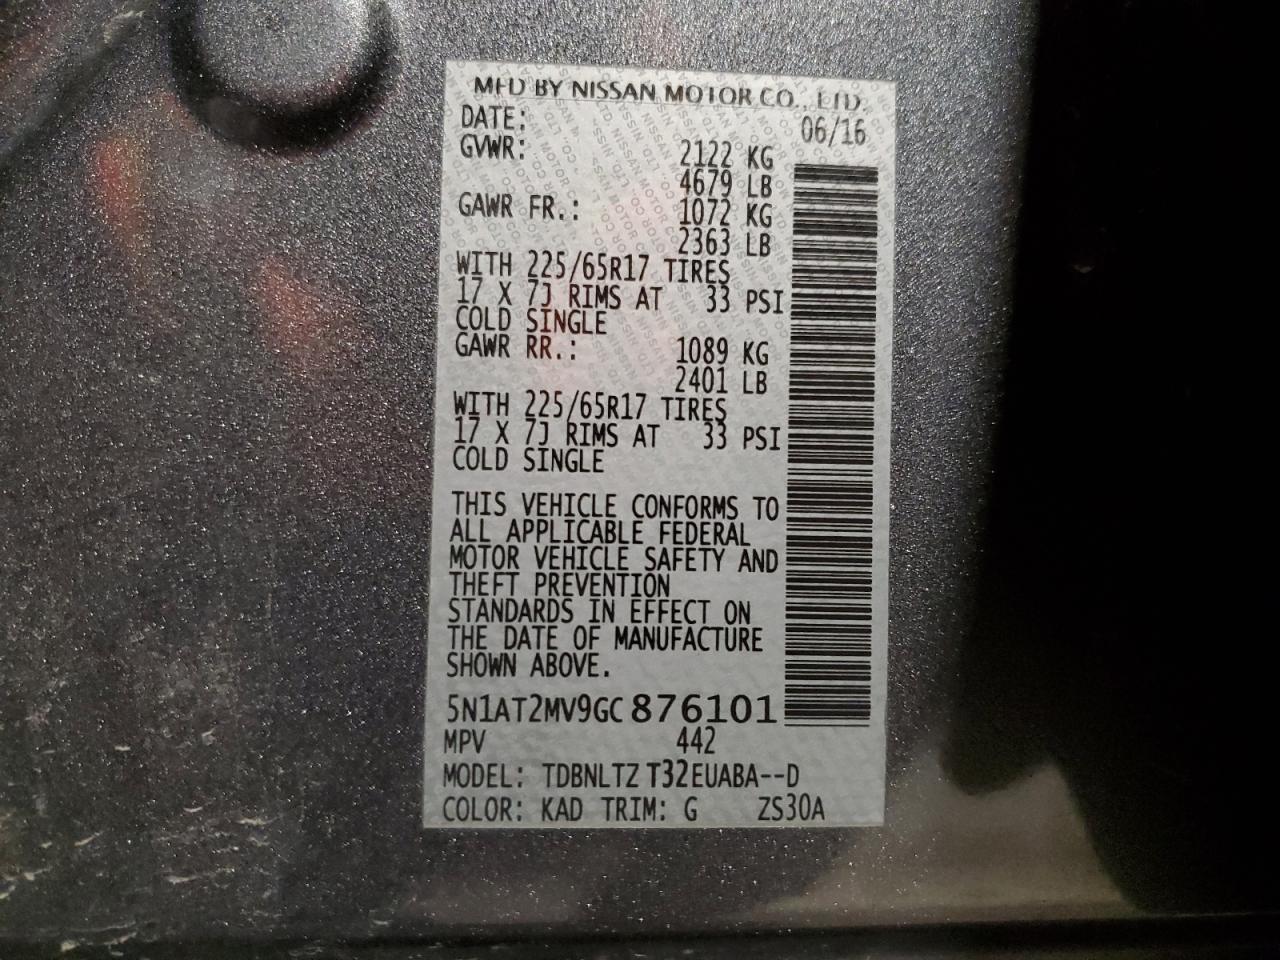 MFD BY NISSAN MOTOR CO., LTD.
DATE: 06/16
GVWR: 2122 KG
4679 LB
GAWR FR.: 1072 KG
2363 LB
WITH 225/65R17 TIRES
17 X 7J RIMS AT 33 PSI
COLD SINGLE
GAWR RR.: 1089 KG
2401 LB
WITH 225/65R17 TIRES
17 X 7J RIMS AT 33 PSI
COLD SINGLE
THIS VEHICLE CONFORMS TO
ALL APPLICABLE FEDERAL
MOTOR VEHICLE SAFETY AND
THEFT PREVENTION
STANDARDS IN EFFECT ON
THE DATE OF MANUFACTURE
SHOWN ABOVE.
5N1AT2MV9GC876101
MPV 442
MODEL: TDBNLTZ T32EUABA--D
COLOR: KAD TRIM: G ZS30A